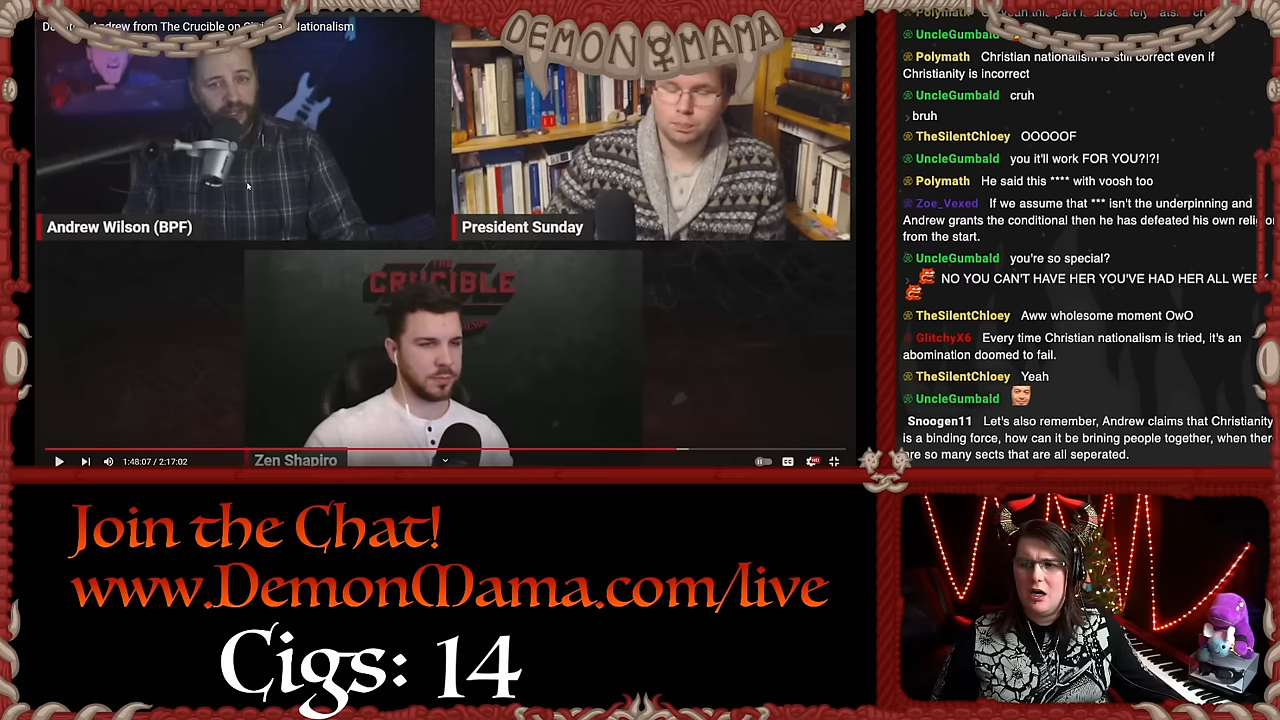 Andrew from The Crucible on
Nationalism
DEMON MAMA
Andrew Wilson (BPF)
President Sunday
THE
CRUCIBLE
Zen Shapiro
1:48:07 / 2:17:02
Polymath
UncleGumbald
Polymath Christian nationalism is still correct even if
Christianity is incorrect
UncleGumbald cruh
bruh
TheSilentChloey OOOOOF
UncleGumbald you it'll work FOR YOU?!?!
Polymath He said this **** with voosh too
Zoe_Vexed If we assume that *** isn't the underpinning and
Andrew grants the conditional then he has defeated his own
from the start.
UncleGumbald you're so special?
NO YOU CAN'T HAVE HER YOU'VE HAD HER ALL WEEK
TheSilentChloey Aww wholesome moment OwO
GlitchyX6 Every time Christian nationalism is tried, it's an
abomination doomed to fail.
TheSilentChloey Yeah
UncleGumbald
Snoogen11 Let's also remember, Andrew claims that Christianity
is a binding force, how can it be brining people together, when
so many sects that are all seperated.
Join the Chat!
www.DemonMama.com/live
Cigs: 14